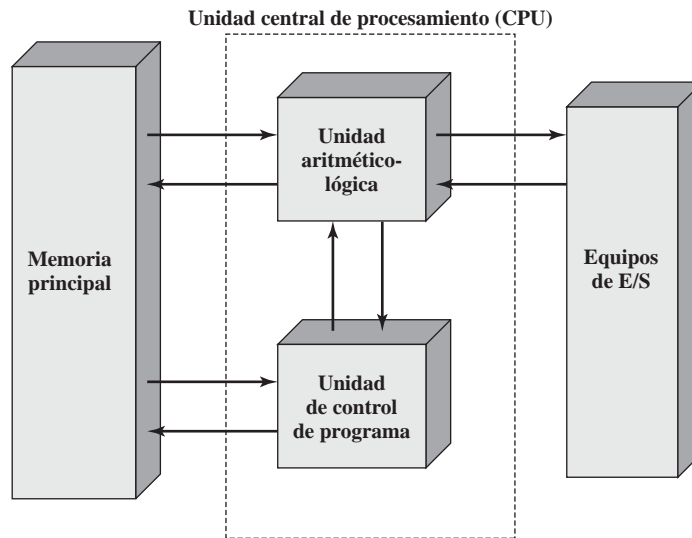 Unidad central de procesamiento (CPU)
Unidad
aritmético-
lógica
Memoria
principal
Equipos
de E/S
Unidad
de control
de programa